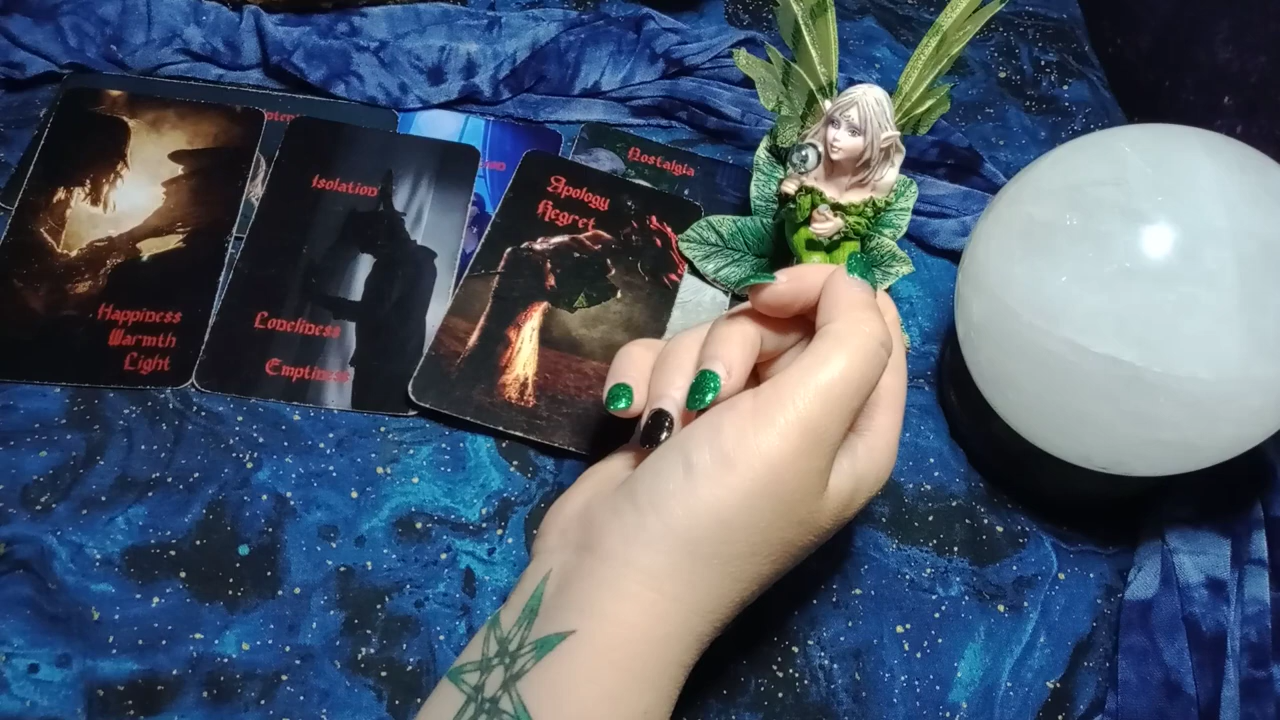 Happiness
Warmth
Light
Isolation
Loneliness
Emptiness
Apology
Regret
Nostalgia